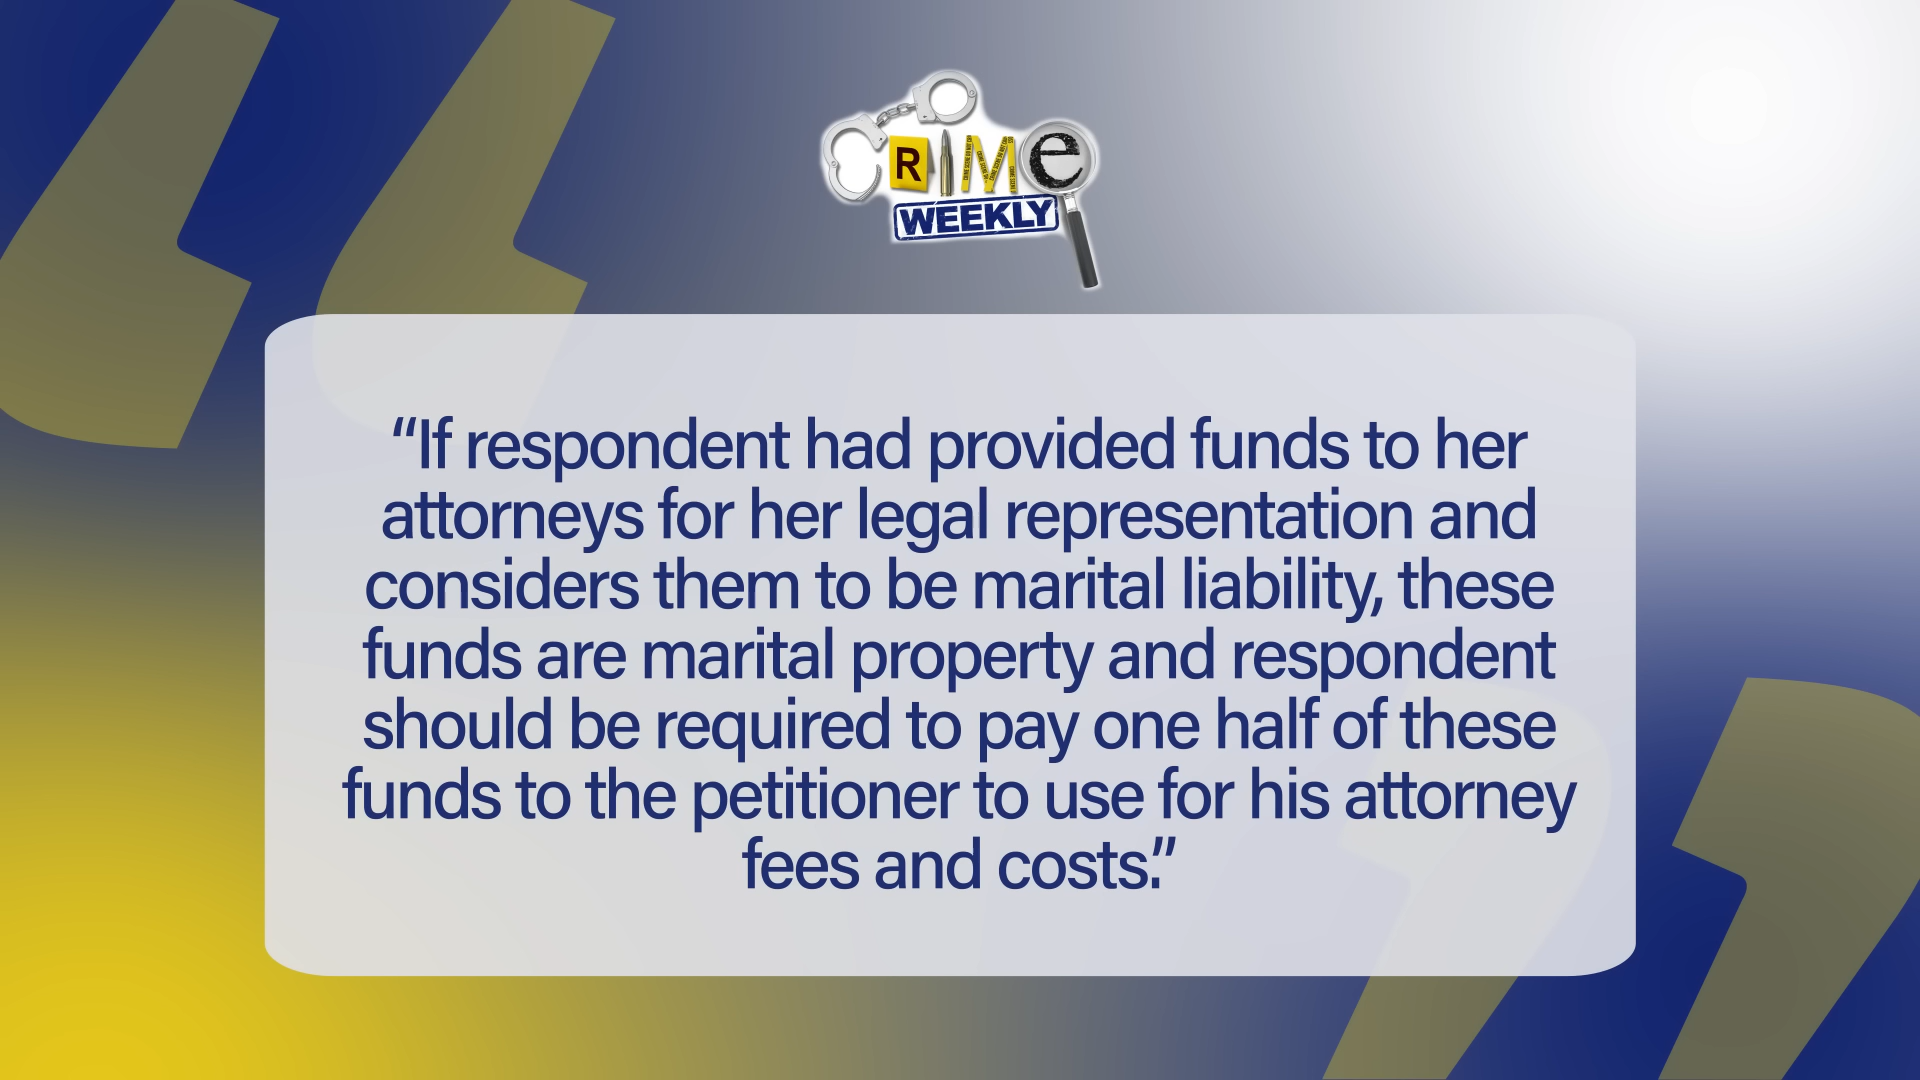 CRIMe
WEEKLY
“If respondent had provided funds to her
attorneys for her legal representation and
considers them to be marital liability, these
funds are marital property and respondent
should be required to pay one half of these
funds to the petitioner to use for his attorney
fees and costs.”